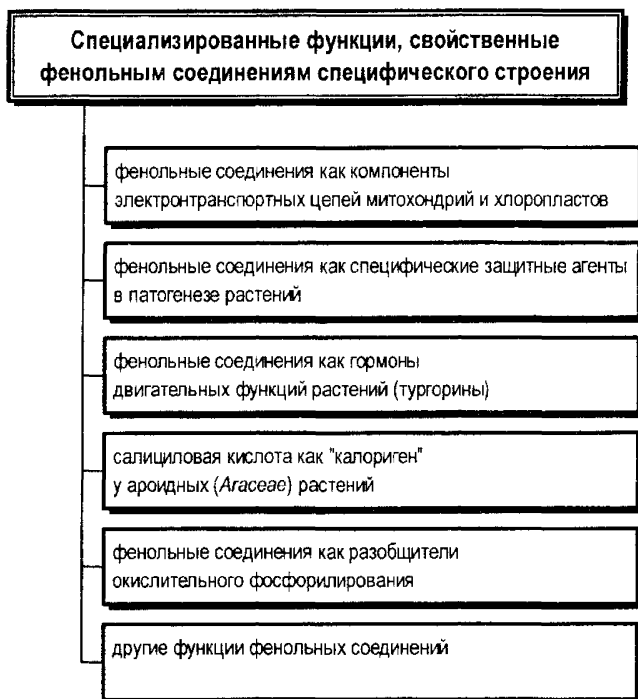 Специализированные функции, свойственные
фенольным соединениям специфического строения
фенольные соединения как компоненты
электронтранспортных цепей митохондрий и хлоропластов
фенольные соединения как специфические защитные агенты
в патогенезе растений
фенольные соединения как гормоны
двигательных функций растений (тургорины)
салициловая кислота как "калориген"
у ароидных (Araceae) растений
фенольные соединения как разобщители
окислительного фосфорилирования
другие функции фенольных соединений